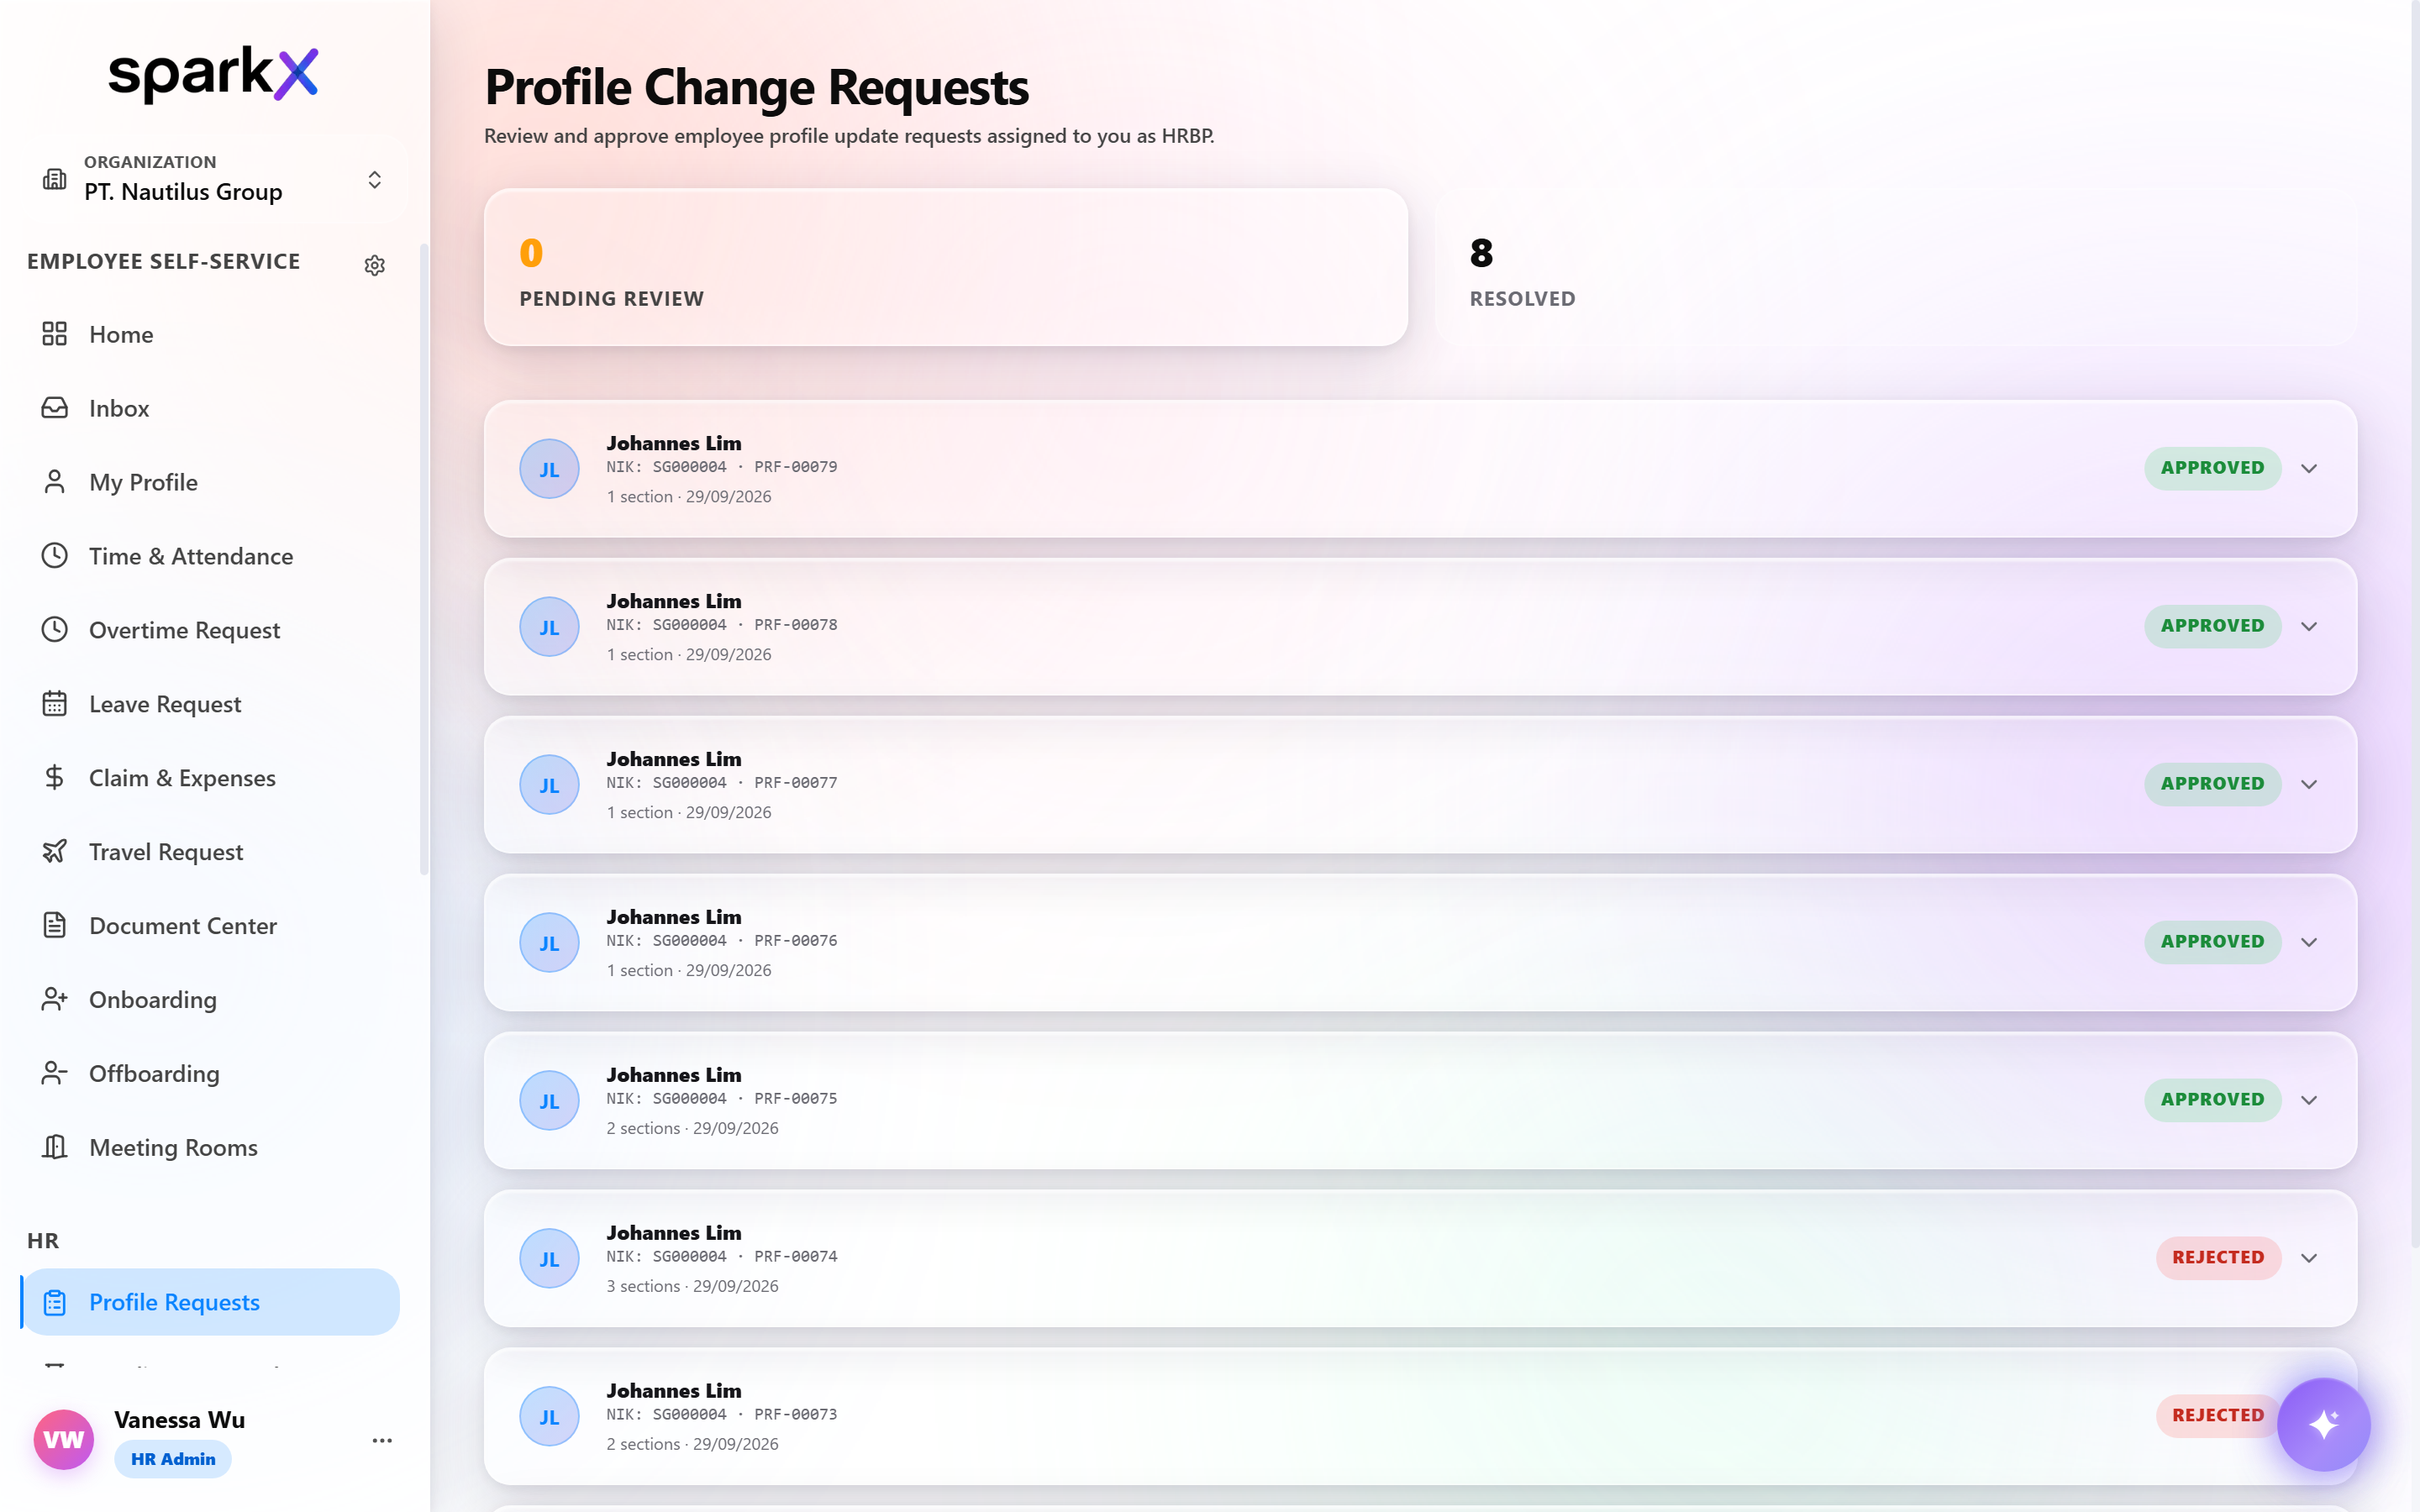 sparkX
ORGANIZATION
PT. Nautilus Group
EMPLOYEE SELF-SERVICE
Home
Inbox
My Profile
Time & Attendance
Overtime Request
Leave Request
Claim & Expenses
Travel Request
Document Center
Onboarding
Offboarding
Meeting Rooms
HR
Profile Requests
VW
Vanessa Wu
HR Admin
Profile Change Requests
Review and approve employee profile update requests assigned to you as HRBP.
0
PENDING REVIEW
8
RESOLVED
JL
Johannes Lim
NIK: SG000004 · PRF-00079
1 section · 29/09/2026
APPROVED
JL
Johannes Lim
NIK: SG000004 · PRF-00078
1 section · 29/09/2026
APPROVED
JL
Johannes Lim
NIK: SG000004 · PRF-00077
1 section · 29/09/2026
APPROVED
JL
Johannes Lim
NIK: SG000004 · PRF-00076
1 section · 29/09/2026
APPROVED
JL
Johannes Lim
NIK: SG000004 · PRF-00075
2 sections · 29/09/2026
APPROVED
JL
Johannes Lim
NIK: SG000004 · PRF-00074
3 sections · 29/09/2026
REJECTED
JL
Johannes Lim
NIK: SG000004 · PRF-00073
2 sections · 29/09/2026
REJECTED